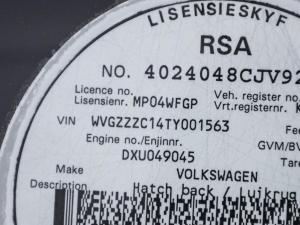 LISENSIESKYF
RSA
NO. 4024048CJV92
Licence no. Veh. register no
Lisensienr. MP04WFGP Vrt.registernr.
VIN WVGZZZC14TY001563
Engine no./Enjinnr. GVM/BV
DXU049045
Make VOLKSWAGEN
Description Hatch back / Luikrug